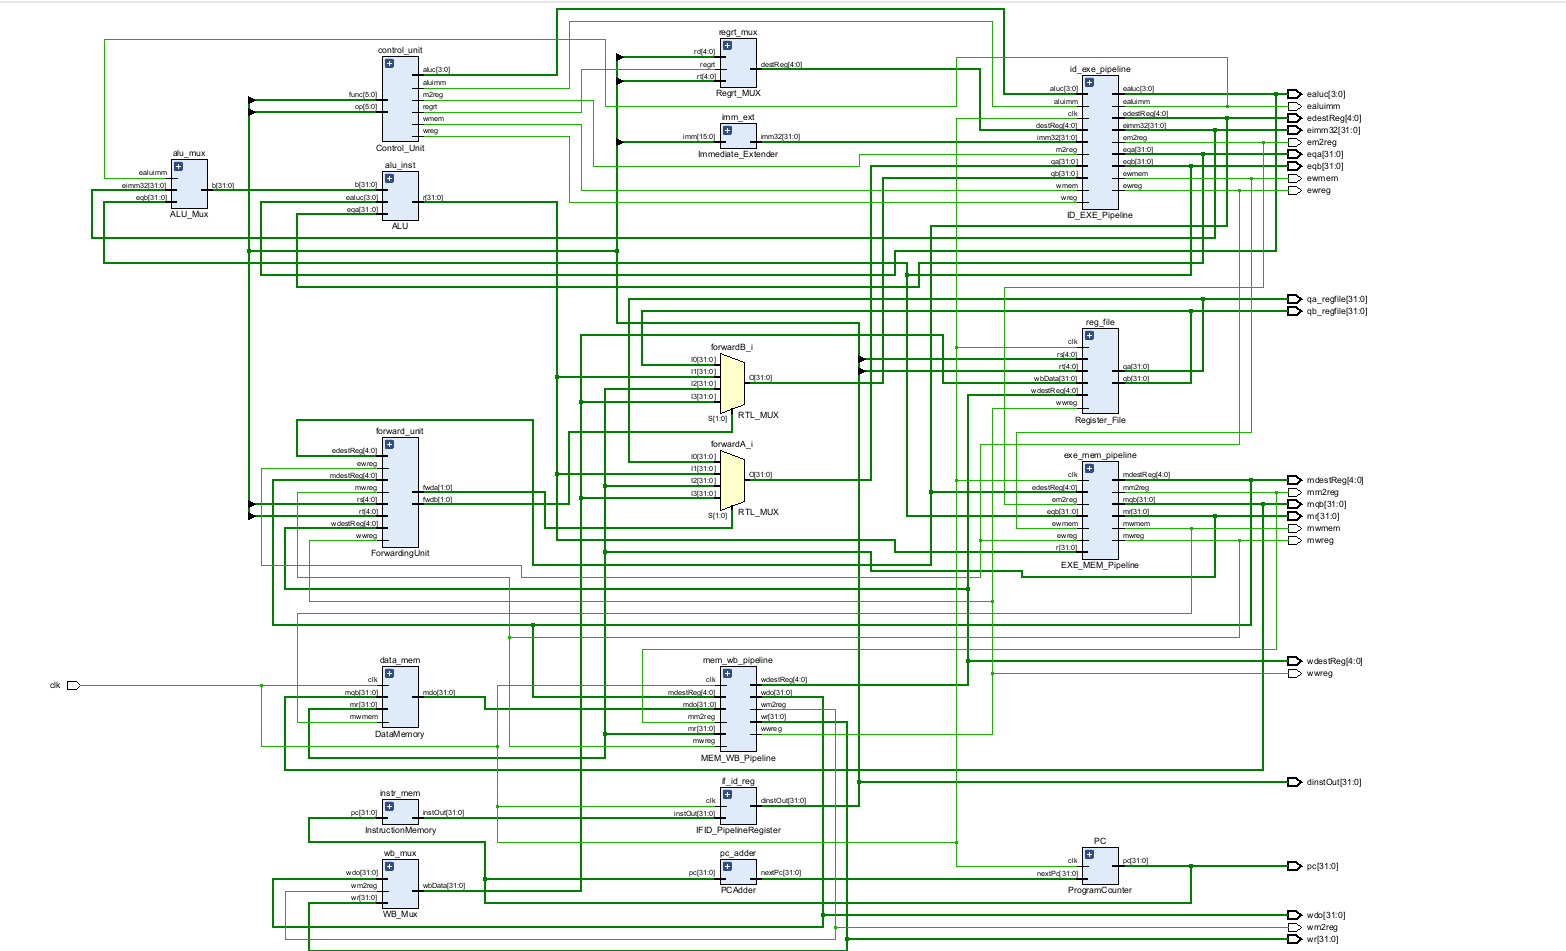 regrt_mux
rd[4:0]
regrt
rt[4:0]
destReg[4:0]
Regrt_MUX
control_unit
func[5:0]
op[5:0]
aluc[3:0]
aluimm
m2reg
regrt
wmem
wreg
Control_Unit
imm_ext
imm[15:0]
imm32[31:0]
Immediate_Extender
id_exe_pipeline
aluc[3:0]
aluimm
clk
destReg[4:0]
imm32[31:0]
m2reg
qa[31:0]
qb[31:0]
wmem
wreg
ealuc[3:0]
ealuimm
edestReg[4:0]
eimm32[31:0]
em2reg
eqa[31:0]
eqb[31:0]
ewmem
ewreg
ID_EXE_Pipeline
ealuc[3:0]
ealuimm
edestReg[4:0]
eimm32[31:0]
em2reg
eqa[31:0]
eqb[31:0]
ewmem
ewreg
alu_mux
ealuimm
eimm32[31:0]
eqb[31:0]
b[31:0]
ALU_Mux
alu_inst
b[31:0]
ealuc[3:0]
eqa[31:0]
r[31:0]
ALU
qa_regfile[31:0]
qb_regfile[31:0]
reg_file
clk
rs[4:0]
rt[4:0]
wbData[31:0]
wdestReg[4:0]
wwreg
qa[31:0]
qb[31:0]
Register_File
forwardB_i
I0[31:0]
I1[31:0]
I2[31:0]
I3[31:0]
S[1:0]
O[31:0]
RTL_MUX
forwardA_i
I0[31:0]
I1[31:0]
I2[31:0]
I3[31:0]
S[1:0]
O[31:0]
RTL_MUX
forward_unit
edestReg[4:0]
ewreg
mdestReg[4:0]
mwreg
rs[4:0]
rt[4:0]
wdestReg[4:0]
wwreg
fwda[1:0]
fwdb[1:0]
ForwardingUnit
exe_mem_pipeline
clk
edestReg[4:0]
em2reg
eqb[31:0]
ewmem
ewreg
r[31:0]
mdestReg[4:0]
mm2reg
mqb[31:0]
mr[31:0]
mwmem
mwreg
EXE_MEM_Pipeline
mdestReg[4:0]
mm2reg
mqb[31:0]
mr[31:0]
mwmem
mwreg
clk
data_mem
clk
mqb[31:0]
mr[31:0]
mwmem
mdo[31:0]
DataMemory
mem_wb_pipeline
clk
mdestReg[4:0]
mdo[31:0]
mm2reg
mr[31:0]
mwreg
wdestReg[4:0]
wdo[31:0]
wm2reg
wr[31:0]
wwreg
MEM_WB_Pipeline
wdestReg[4:0]
wwreg
if_id_reg
clk
instOut[31:0]
dinstOut[31:0]
IFID_PipelineRegister
dinstOut[31:0]
instr_mem
pc[31:0]
instOut[31:0]
InstructionMemory
wb_mux
wdo[31:0]
wm2reg
wr[31:0]
wbData[31:0]
WB_Mux
pc_adder
pc[31:0]
nextPc[31:0]
PCAdder
PC
clk
nextPc[31:0]
pc[31:0]
ProgramCounter
pc[31:0]
wdo[31:0]
wm2reg
wr[31:0]